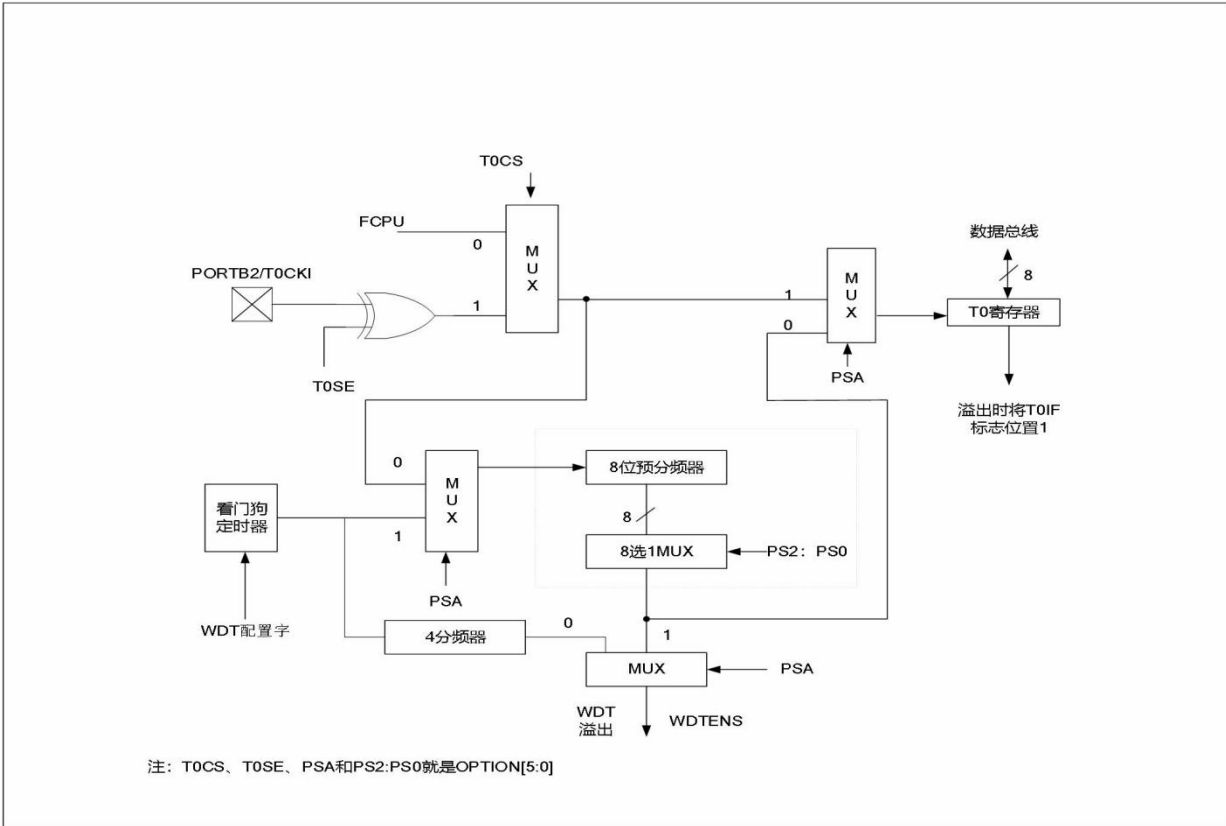 T0CS
FCPU
0
MUX
数据总线
8
PORTB2/T0CKI
1
MUX
1
T0寄存器
0
T0SE
PSA
溢出时将T0IF
标志位置1
0
MUX
8位预分频器
看门狗
定时器
8
1
8选1MUX
PS2：PS0
PSA
WDT配置字
4分频器
0
1
MUX
PSA
WDT
溢出
WDTENS
注：T0CS、T0SE、PSA和PS2:PS0就是OPTION[5:0]